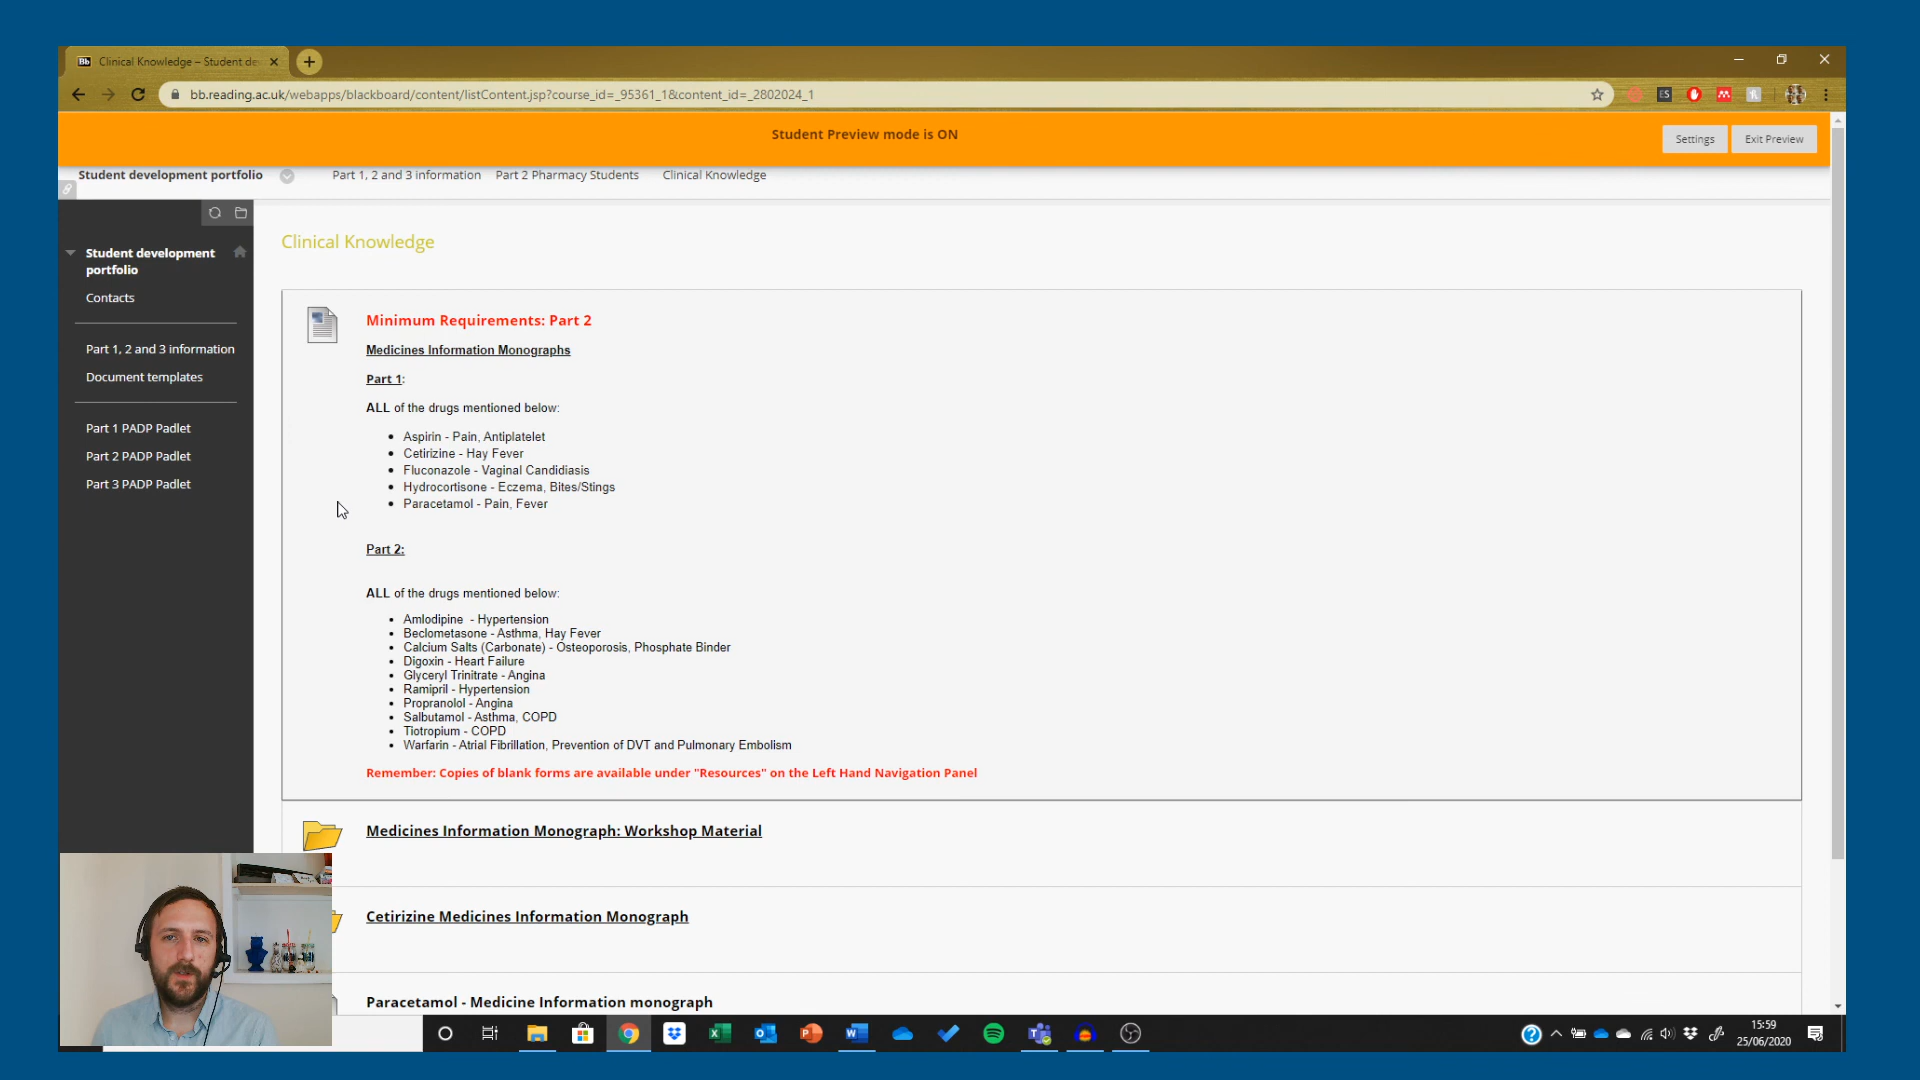 Bb Clinical Knowledge – Student de
bb.reading.ac.uk/webapps/blackboard/content/listContent.jsp?course_id=_95361_1&content_id=_2802024_1
ES
Student Preview mode is ON
Settings
Exit Preview
Student development portfolio
Part 1, 2 and 3 information
Part 2 Pharmacy Students
Clinical Knowledge
Student development
portfolio
Contacts
Part 1, 2 and 3 information
Document templates
Part 1 PADP Padlet
Part 2 PADP Padlet
Part 3 PADP Padlet
Clinical Knowledge
Minimum Requirements: Part 2
Medicines Information Monographs
Part 1:
ALL of the drugs mentioned below:
• Aspirin - Pain, Antiplatelet
• Cetirizine - Hay Fever
• Fluconazole - Vaginal Candidiasis
• Hydrocortisone - Eczema, Bites/Stings
• Paracetamol - Pain, Fever
Part 2:
ALL of the drugs mentioned below:
• Amlodipine - Hypertension
• Beclometasone - Asthma, Hay Fever
• Calcium Salts (Carbonate) - Osteoporosis, Phosphate Binder
• Digoxin - Heart Failure
• Glyceryl Trinitrate - Angina
• Ramipril - Hypertension
• Propranolol - Angina
• Salbutamol - Asthma, COPD
• Tiotropium - COPD
• Warfarin - Atrial Fibrillation, Prevention of DVT and Pulmonary Embolism
Remember: Copies of blank forms are available under "Resources" on the Left Hand Navigation Panel
Medicines Information Monograph: Workshop Material
Cetirizine Medicines Information Monograph
Paracetamol - Medicine Information monograph
15:59
25/06/2020